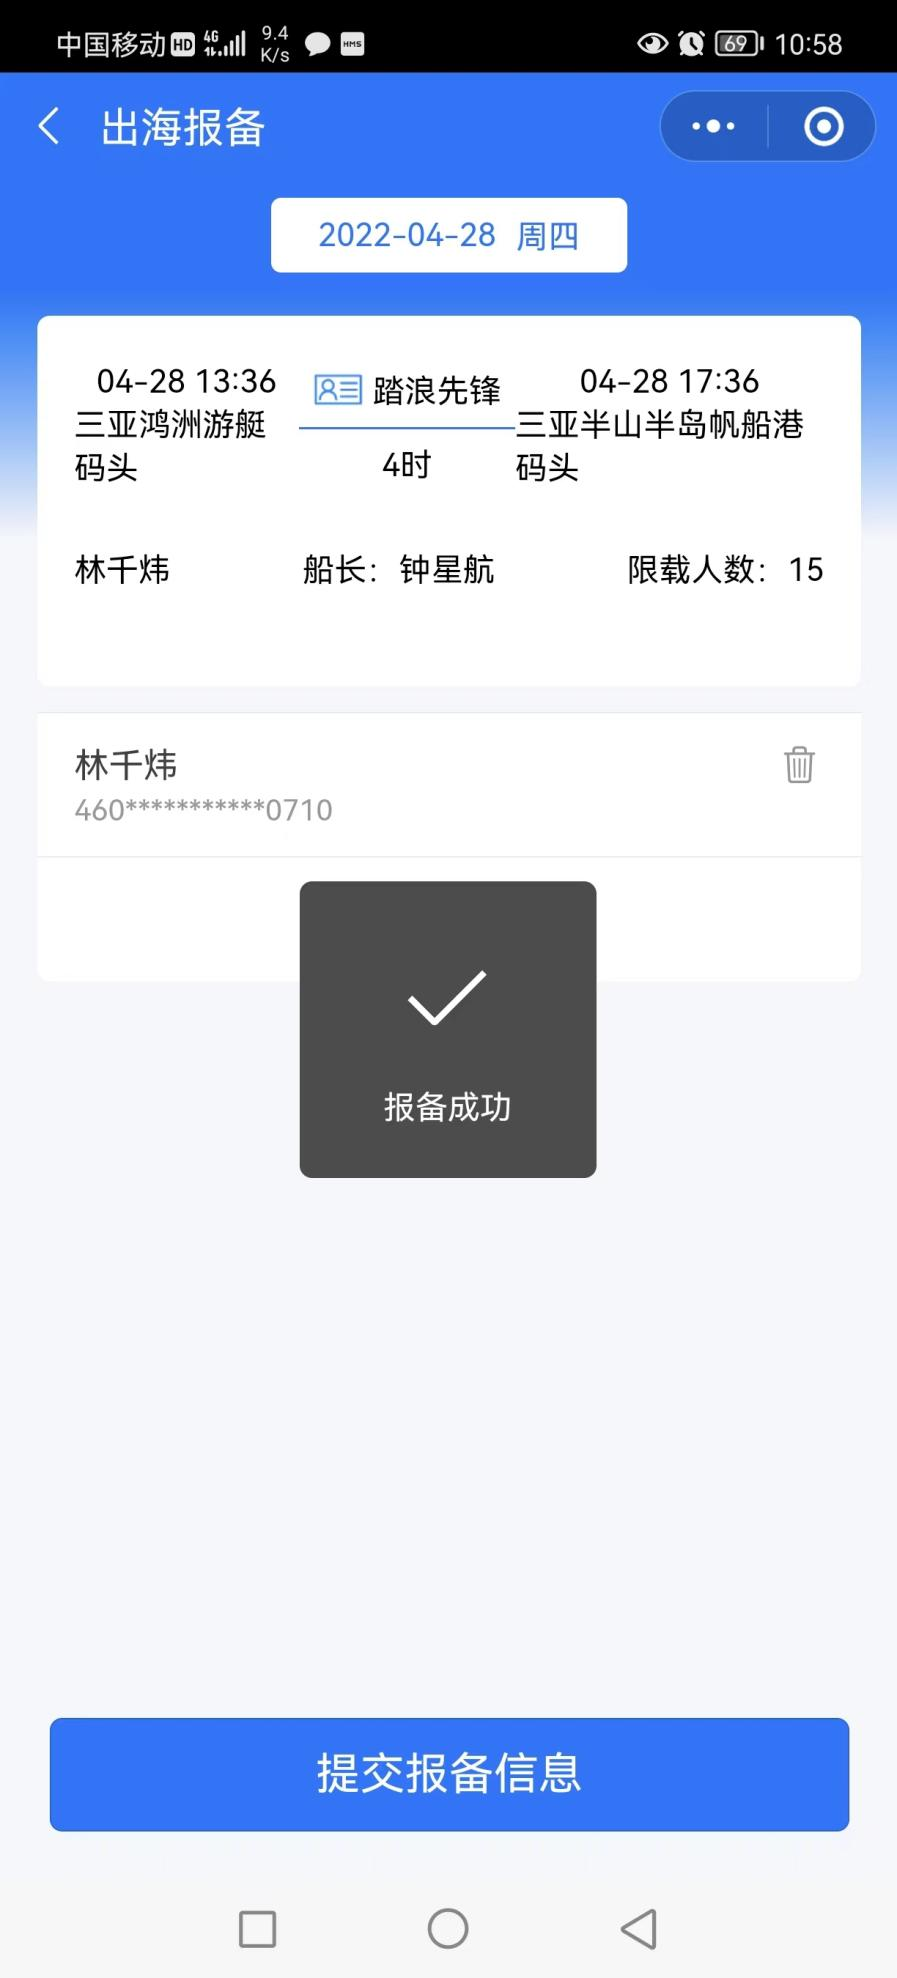 中国移动 HD 4G 9.4 K/s HMS 69 10:58
出海报备
2022-04-28 周四
04-28 13:36 踏浪先锋 04-28 17:36
三亚鸿洲游艇 三亚半山半岛帆船港
码头 4时 码头
林千炜 船长： 钟星航 限载人数： 15
林千炜
460***********0710
报备成功
提交报备信息